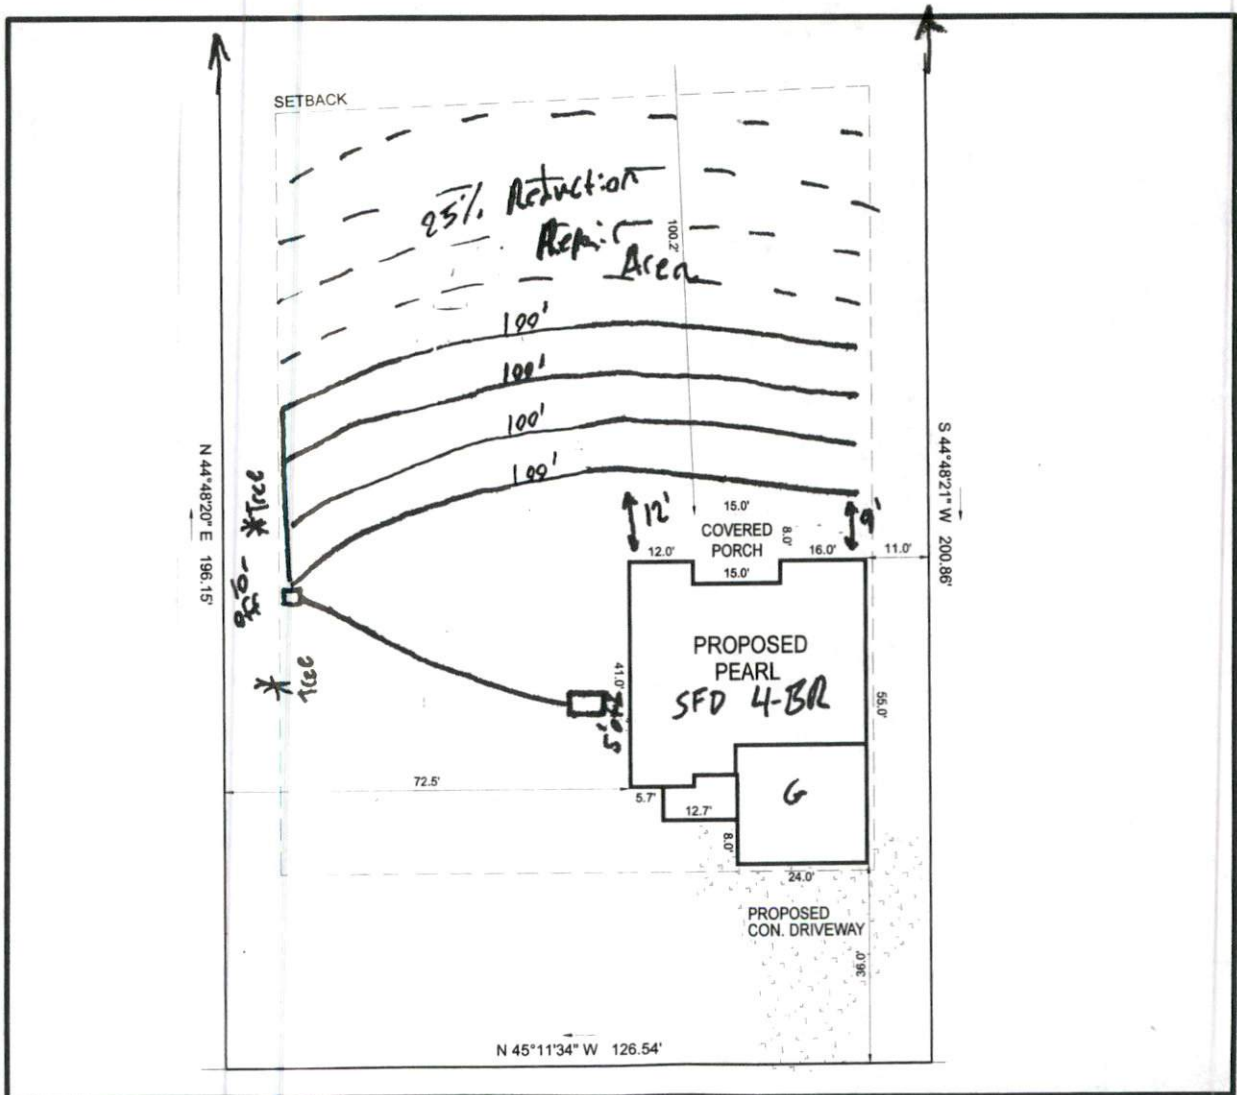 SETBACK
25% Reduction
Repair
Area
100.2'
100'
100'
100'
100'
N 44°48'20" E 196.15'
S 44°48'21" W 200.86'
Tree
Tree
12'
9'
15.0'
COVERED
PORCH
8.0'
12.0'
15.0'
16.0'
11.0'
PROPOSED
PEARL
SFD 4-BR
41.0'
55.0'
72.5'
5.7'
12.7'
8.0'
G
24.0'
PROPOSED
CON. DRIVEWAY
36.0'
N 45°11'34" W 126.54'